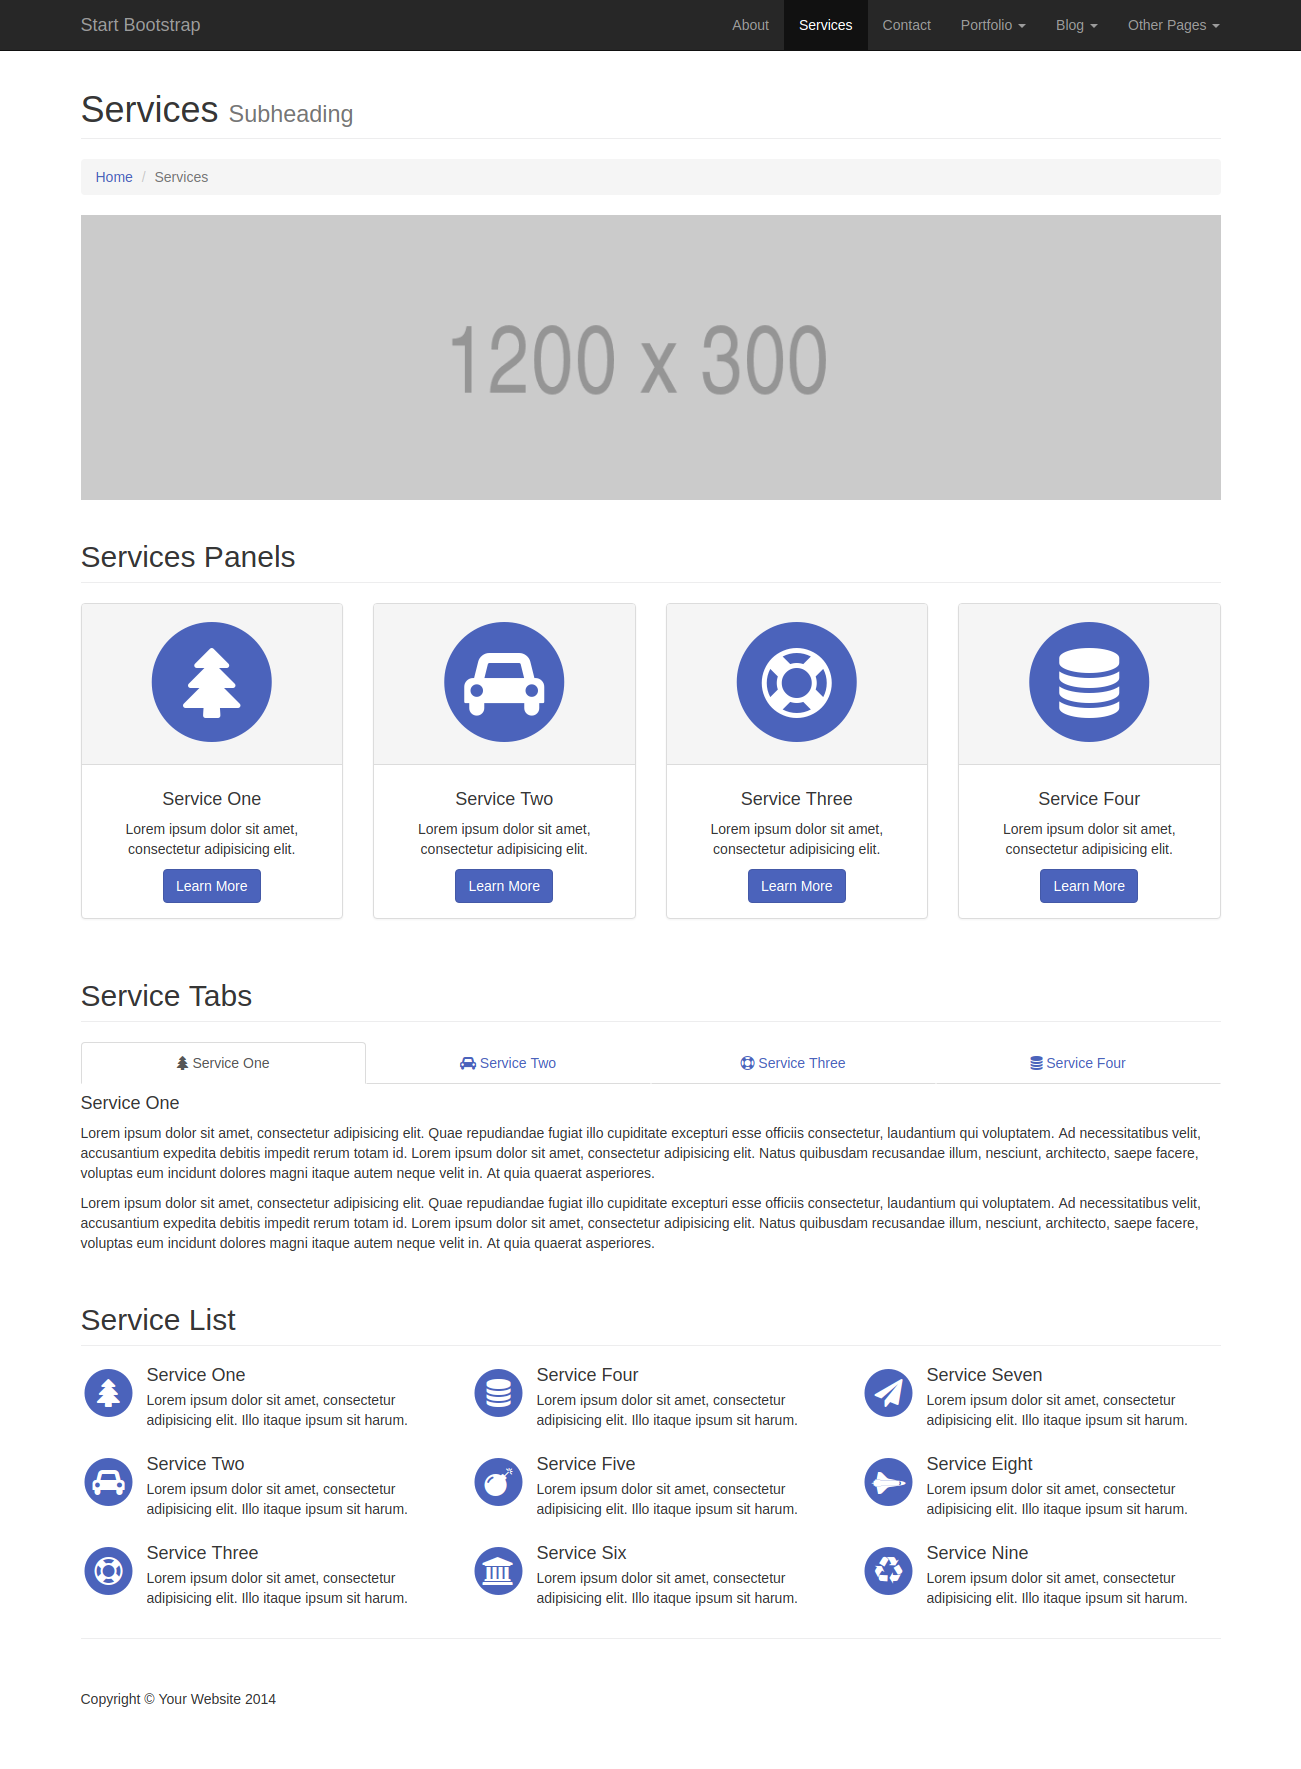 Start Bootstrap
About
Services
Contact
Portfolio
Blog
Other Pages
Services Subheading
Home / Services
1200 x 300
Services Panels
Service One
Lorem ipsum dolor sit amet,
consectetur adipisicing elit.
Learn More
Service Two
Lorem ipsum dolor sit amet,
consectetur adipisicing elit.
Learn More
Service Three
Lorem ipsum dolor sit amet,
consectetur adipisicing elit.
Learn More
Service Four
Lorem ipsum dolor sit amet,
consectetur adipisicing elit.
Learn More
Service Tabs
Service One
Service Two
Service Three
Service Four
Service One
Lorem ipsum dolor sit amet, consectetur adipisicing elit. Quae repudiandae fugiat illo cupiditate excepturi esse officiis consectetur, laudantium qui voluptatem. Ad necessitatibus velit,
accusantium expedita debitis impedit rerum totam id. Lorem ipsum dolor sit amet, consectetur adipisicing elit. Natus quibusdam recusandae illum, nesciunt, architecto, saepe facere,
voluptas eum incidunt dolores magni itaque autem neque velit in. At quia quaerat asperiores.
Lorem ipsum dolor sit amet, consectetur adipisicing elit. Quae repudiandae fugiat illo cupiditate excepturi esse officiis consectetur, laudantium qui voluptatem. Ad necessitatibus velit,
accusantium expedita debitis impedit rerum totam id. Lorem ipsum dolor sit amet, consectetur adipisicing elit. Natus quibusdam recusandae illum, nesciunt, architecto, saepe facere,
voluptas eum incidunt dolores magni itaque autem neque velit in. At quia quaerat asperiores.
Service List
Service One
Lorem ipsum dolor sit amet, consectetur
adipisicing elit. Illo itaque ipsum sit harum.
Service Two
Lorem ipsum dolor sit amet, consectetur
adipisicing elit. Illo itaque ipsum sit harum.
Service Three
Lorem ipsum dolor sit amet, consectetur
adipisicing elit. Illo itaque ipsum sit harum.
Service Four
Lorem ipsum dolor sit amet, consectetur
adipisicing elit. Illo itaque ipsum sit harum.
Service Five
Lorem ipsum dolor sit amet, consectetur
adipisicing elit. Illo itaque ipsum sit harum.
Service Six
Lorem ipsum dolor sit amet, consectetur
adipisicing elit. Illo itaque ipsum sit harum.
Service Seven
Lorem ipsum dolor sit amet, consectetur
adipisicing elit. Illo itaque ipsum sit harum.
Service Eight
Lorem ipsum dolor sit amet, consectetur
adipisicing elit. Illo itaque ipsum sit harum.
Service Nine
Lorem ipsum dolor sit amet, consectetur
adipisicing elit. Illo itaque ipsum sit harum.
Copyright © Your Website 2014